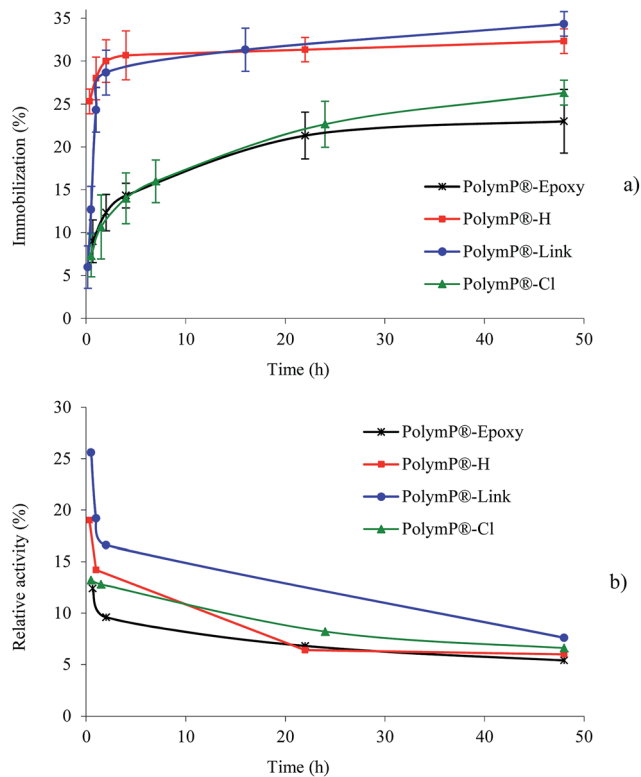 35
30
25
20
15
10
5
0
Immobilization (%)
0
10
20
30
40
50
Time (h)
PolymP®-Epoxy
PolymP®-H
PolymP®-Link
PolymP®-Cl
a)
30
25
20
15
10
5
0
Relative activity (%)
0
10
20
30
40
50
Time (h)
PolymP®-Epoxy
PolymP®-H
PolymP®-Link
PolymP®-Cl
b)